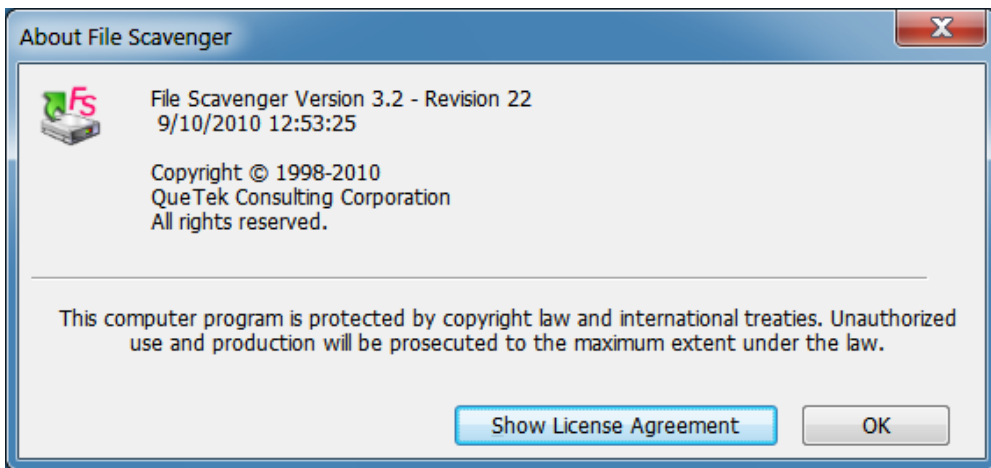 About File Scavenger
X
FS
File Scavenger Version 3.2 - Revision 22
9/10/2010 12:53:25
Copyright © 1998-2010
QueTek Consulting Corporation
All rights reserved.
This computer program is protected by copyright law and international treaties. Unauthorized
use and production will be prosecuted to the maximum extent under the law.
Show License Agreement
OK